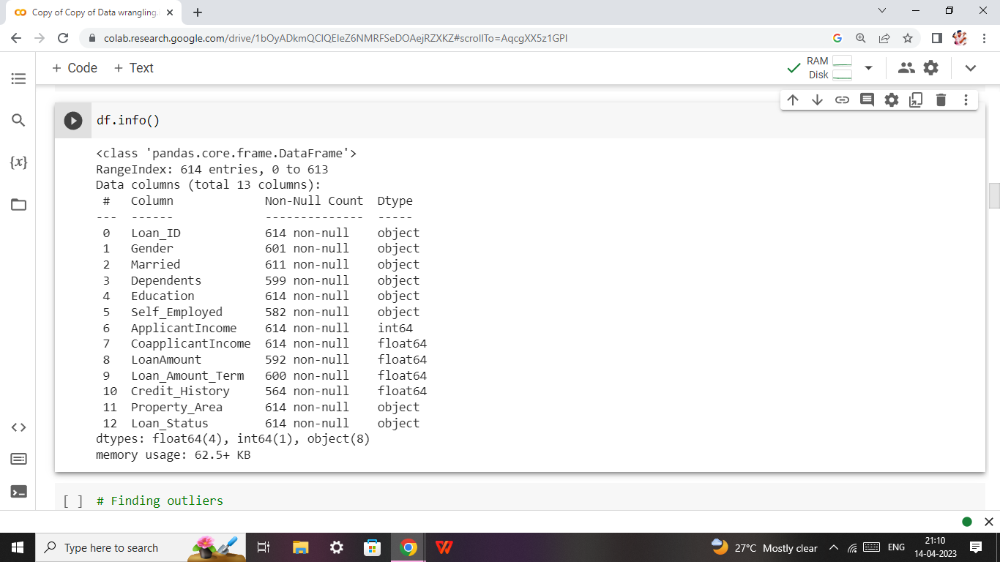 Copy of Copy of Data wrangling.
colab.research.google.com/drive/1bOyADkmQCIQEIeZ6NMRFSeDOAejRZXKZ#scrollTo=AqcgXX5z1GPI
+ Code + Text
RAM
Disk
df.info()
<class 'pandas.core.frame.DataFrame'>
RangeIndex: 614 entries, 0 to 613
Data columns (total 13 columns):
 #   Column             Non-Null Count  Dtype
---  ------             --------------  -----
 0   Loan_ID            614 non-null    object
 1   Gender             601 non-null    object
 2   Married            611 non-null    object
 3   Dependents         599 non-null    object
 4   Education          614 non-null    object
 5   Self_Employed      582 non-null    object
 6   ApplicantIncome    614 non-null    int64
 7   CoapplicantIncome  614 non-null    float64
 8   LoanAmount         592 non-null    float64
 9   Loan_Amount_Term   600 non-null    float64
 10  Credit_History     564 non-null    float64
 11  Property_Area      614 non-null    object
 12  Loan_Status        614 non-null    object
dtypes: float64(4), int64(1), object(8)
memory usage: 62.5+ KB
[ ] # Finding outliers
Type here to search
27°C Mostly clear
ENG
21:10
14-04-2023